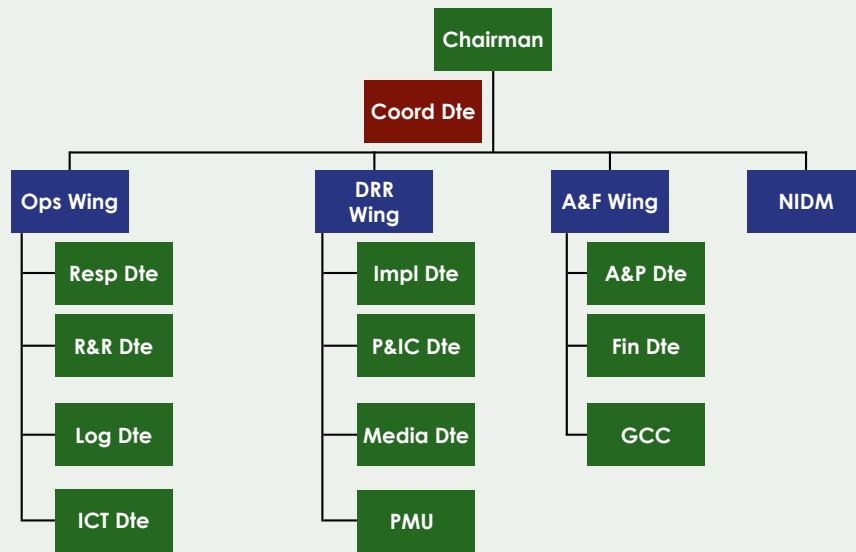 Chairman
Coord Dte
Ops Wing
DRR
Wing
A&F Wing
NIDM
Resp Dte
Impl Dte
A&P Dte
R&R Dte
P&IC Dte
Fin Dte
Log Dte
Media Dte
GCC
ICT Dte
PMU